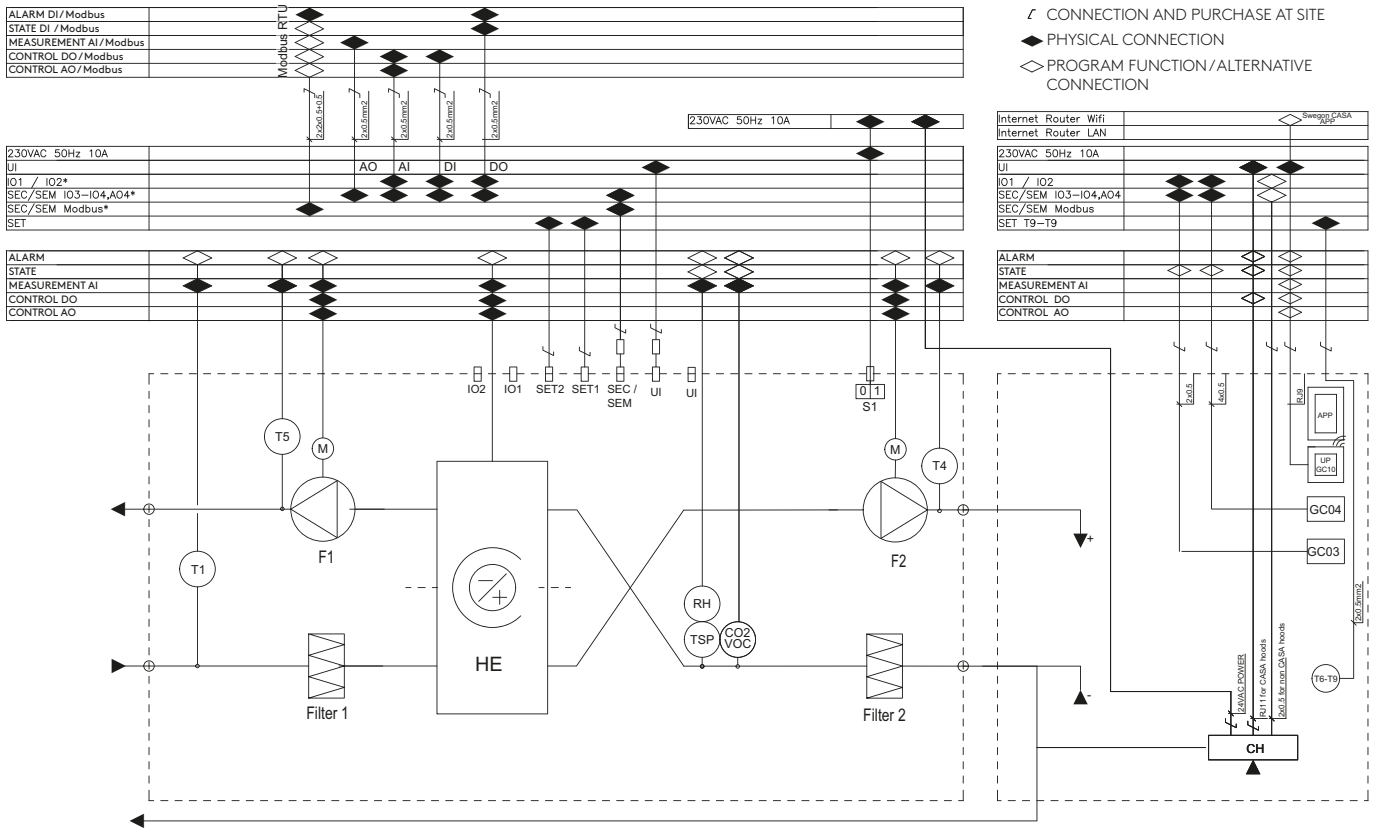 ALARM DI/Modbus
STATE DI/Modbus
MEASUREMENT AI/Modbus
CONTROL DO/Modbus
CONTROL AO/Modbus
Modbus RTU
CONNECTION AND PURCHASE AT SITE
PHYSICAL CONNECTION
PROGRAM FUNCTION/ALTERNATIVE
CONNECTION
2x2x0.5+0.5
2x0.5mm2
2x0.5mm2
2x0.5mm2
2x0.5mm2
230VAC 50Hz 10A
Internet Router Wifi
Internet Router LAN
Swegon CASA
APP
230VAC 50Hz 10A
UI
IO1 / IO2*
SEC/SEM IO3-IO4,AO4*
SEC/SEM Modbus*
SET
AO AI DI DO
230VAC 50Hz 10A
UI
IO1 / IO2
SEC/SEM IO3-IO4,AO4
SEC/SEM Modbus
SET T9-T9
ALARM
STATE
MEASUREMENT AI
CONTROL DO
CONTROL AO
ALARM
STATE
MEASUREMENT AI
CONTROL DO
CONTROL AO
IO2 IO1 SET2 SET1 SEC /
SEM
UI UI
0 1
S1
2x0.5
4x0.5
RJ9
APP
UP
GC10
GC04
GC03
2x0.5mm2
T6-T9
T5
M
F1
T1
M
T4
F2
RH
TSP
CO2
VOC
HE
Filter 1
Filter 2
24VAC POWER
RJ11 for CASA hoods
2x0.5 for non CASA hoods
CH
+
-